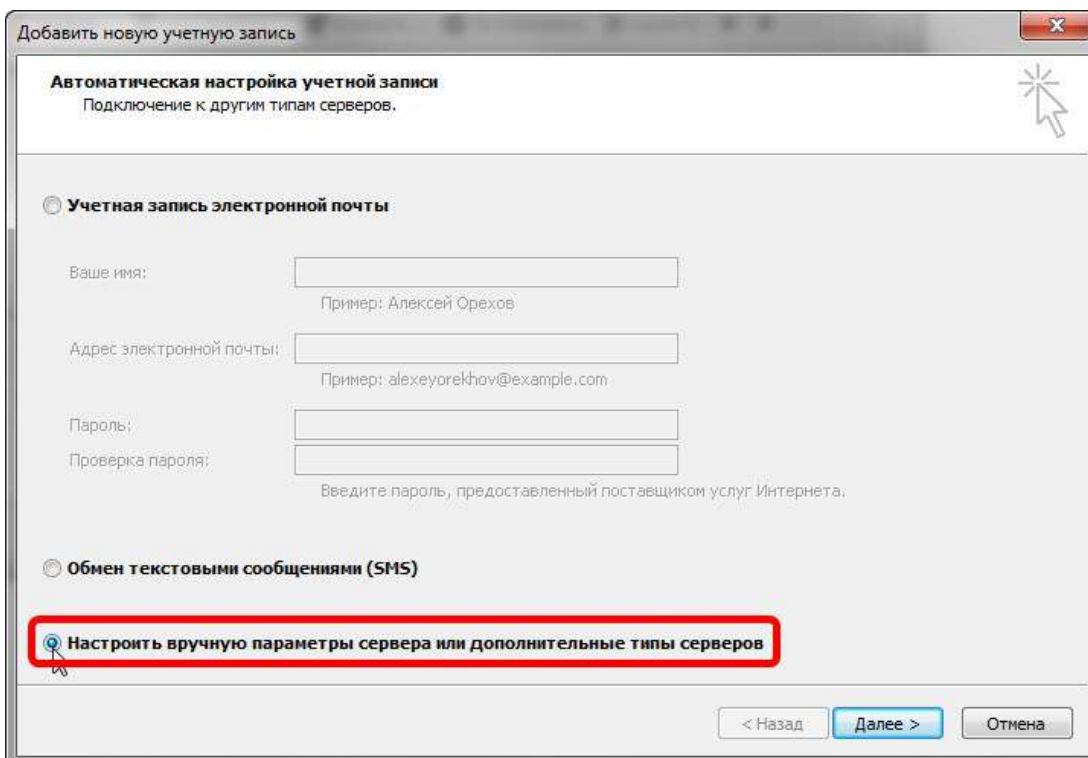 Добавить новую учетную запись
Автоматическая настройка учетной записи
Подключение к другим типам серверов.
Учетная запись электронной почты
Ваше имя:
Пример: Алексей Орехов
Адрес электронной почты:
Пример: alexeyorekhov@example.com
Пароль:
Проверка пароля:
Введите пароль, предоставленный поставщиком услуг Интернета.
Обмен текстовыми сообщениями (SMS)
Настроить вручную параметры сервера или дополнительные типы серверов
< Назад Далее > Отмена